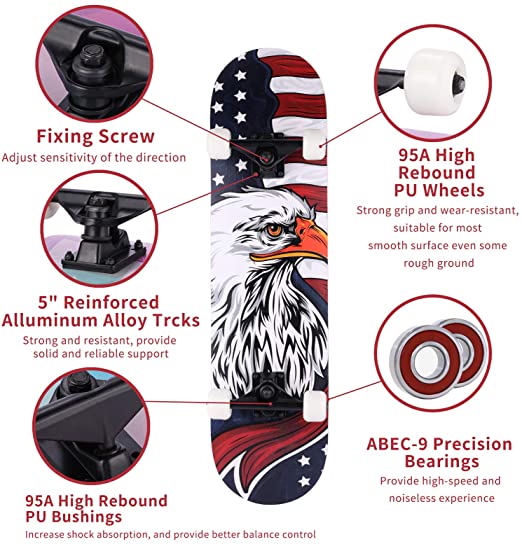 Fixing Screw
Adjust sensitivity of the direction
5" Reinforced
Alluminum Alloy Trcks
Strong and resistant, provide
solid and reliable support
95A High Rebound
PU Bushings
Increase shock absorption, and provide better balance control
95A High
Rebound
PU Wheels
Strong grip and wear-resistant,
suitable for most
smooth surface even some
rough ground
ABEC-9 Precision
Bearings
Provide high-speed and
noiseless experience